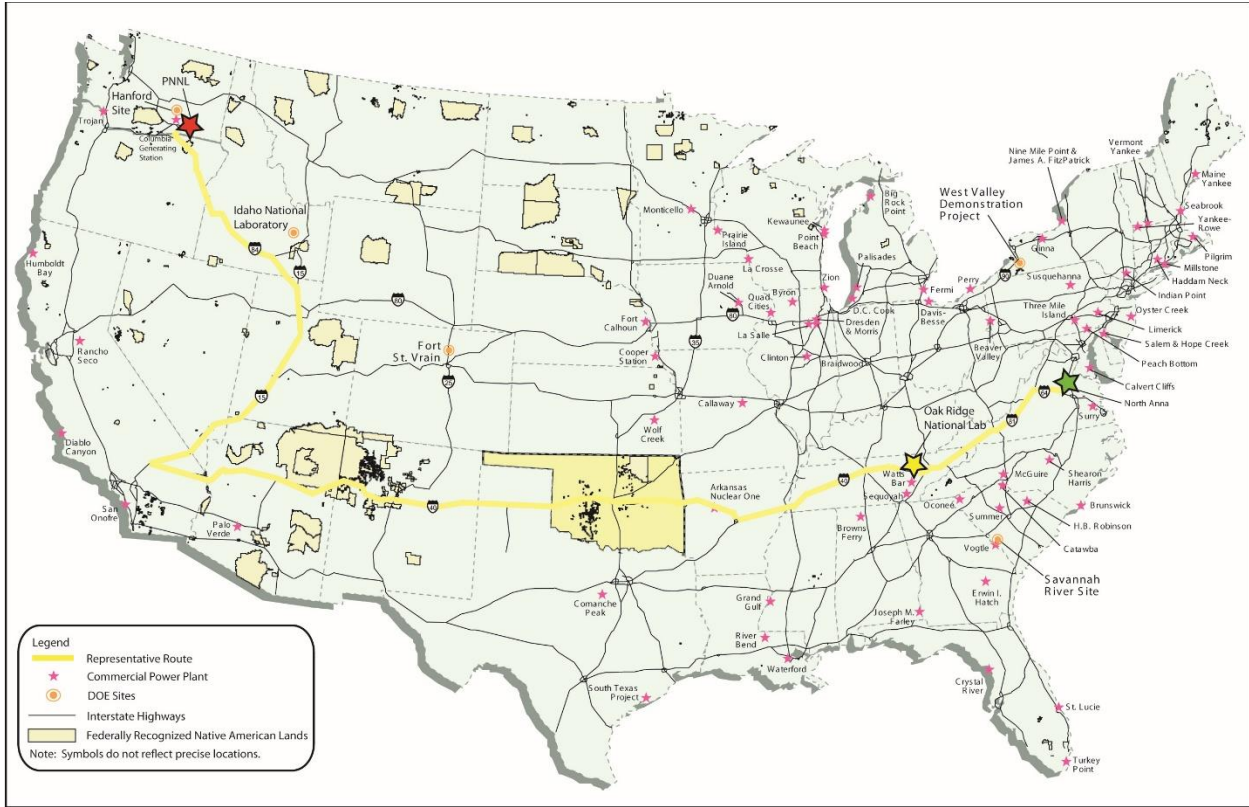 PNNL
Hanford
Site
Trojan
Columbia
Generating
Station
Idaho National
Laboratory
84
15
Humboldt
Bay
Rancho
Seco
80
15
Diablo
Canyon
San
Onofre
Palo
Verde
40
Fort
St. Vrain
25
Monticello
Prairie
Island
La Crosse
Kewaunee
Point
Beach
Big
Rock
Point
Palisades
Duane
Arnold
Quad
Cities
Byron
Zion
80
Fort
Calhoun
35
Cooper
Station
La Salle
Clinton
Braidwood
Dresden
& Morris
D.C. Cook
Fermi
Davis-
Besse
Perry
Beaver
Valley
Callaway
Wolf
Creek
Nine Mile Point &
James A. FitzPatrick
Vermont
Yankee
Maine
Yankee
Seabrook
Yankee-
Rowe
Pilgrim
Millstone
Haddam Neck
Indian Point
West Valley
Demonstration
Project
Ginna
90
Susquehanna
Three Mile
Island
Oyster Creek
Limerick
Salem & Hope Creek
Peach Bottom
Calvert Cliffs
North Anna
64
Surry
81
Oak Ridge
National Lab
Watts
Bar
Sequoyah
40
Arkansas
Nuclear One
Browns
Ferry
Oconee
McGuire
Shearon
Harris
Summer
Brunswick
H.B. Robinson
Catawba
Vogtle
Savannah
River Site
Erwin I.
Hatch
Joseph M.
Farley
Grand
Gulf
River
Bend
Waterford
Comanche
Peak
South Texas
Project
Crystal
River
St. Lucie
Turkey
Point
Legend
Representative Route
Commercial Power Plant
DOE Sites
Interstate Highways
Federally Recognized Native American Lands
Note: Symbols do not reflect precise locations.